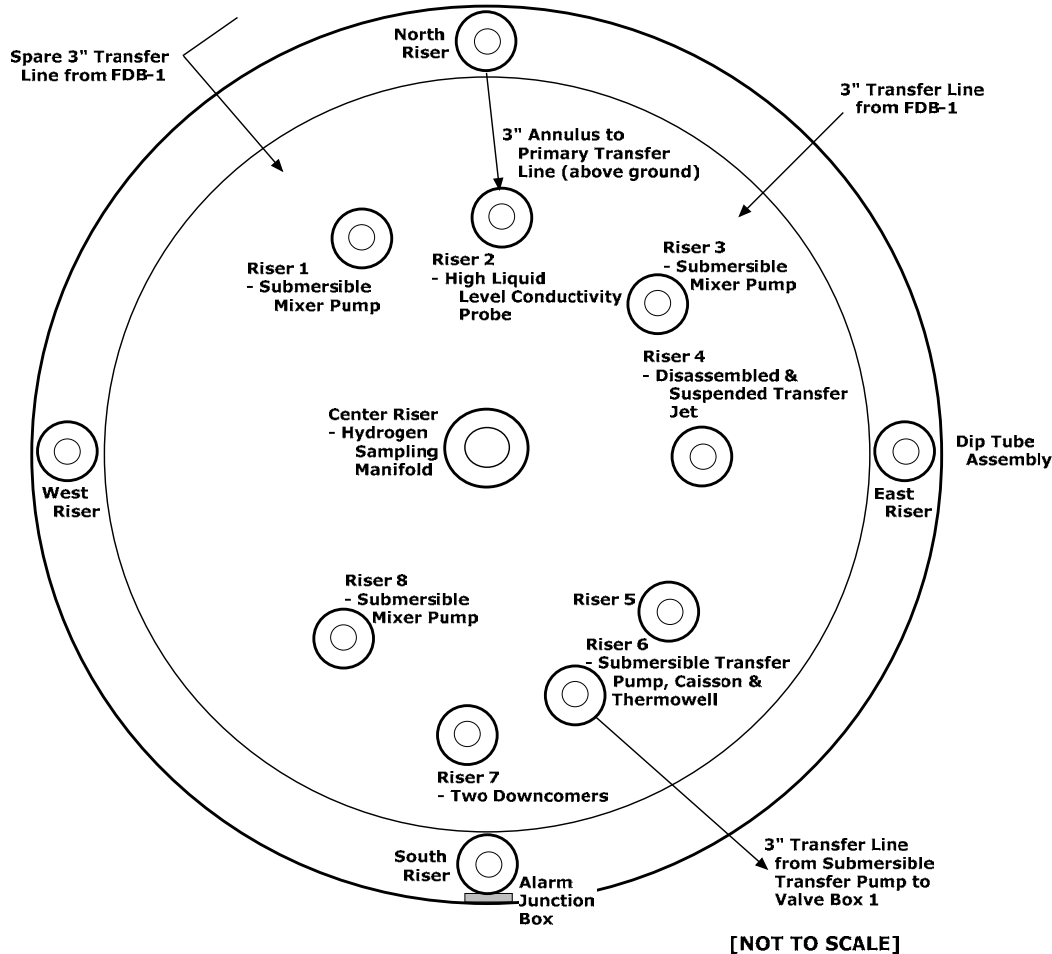 North
Riser
Spare 3" Transfer
Line from FDB-1
3" Transfer Line
from FDB-1
3" Annulus to
Primary Transfer
Line (above ground)
Riser 1
- Submersible
Mixer Pump
Riser 2
- High Liquid
Level Conductivity
Probe
Riser 3
- Submersible
Mixer Pump
Riser 4
- Disassembled &
Suspended Transfer
Jet
Center Riser
- Hydrogen
Sampling
Manifold
West
Riser
East
Riser
Dip Tube
Assembly
Riser 8
- Submersible
Mixer Pump
Riser 5
Riser 6
- Submersible Transfer
Pump, Caisson &
Thermowell
Riser 7
- Two Downcomers
South
Riser
Alarm
Junction
Box
3" Transfer Line
from Submersible
Transfer Pump to
Valve Box 1
[NOT TO SCALE]